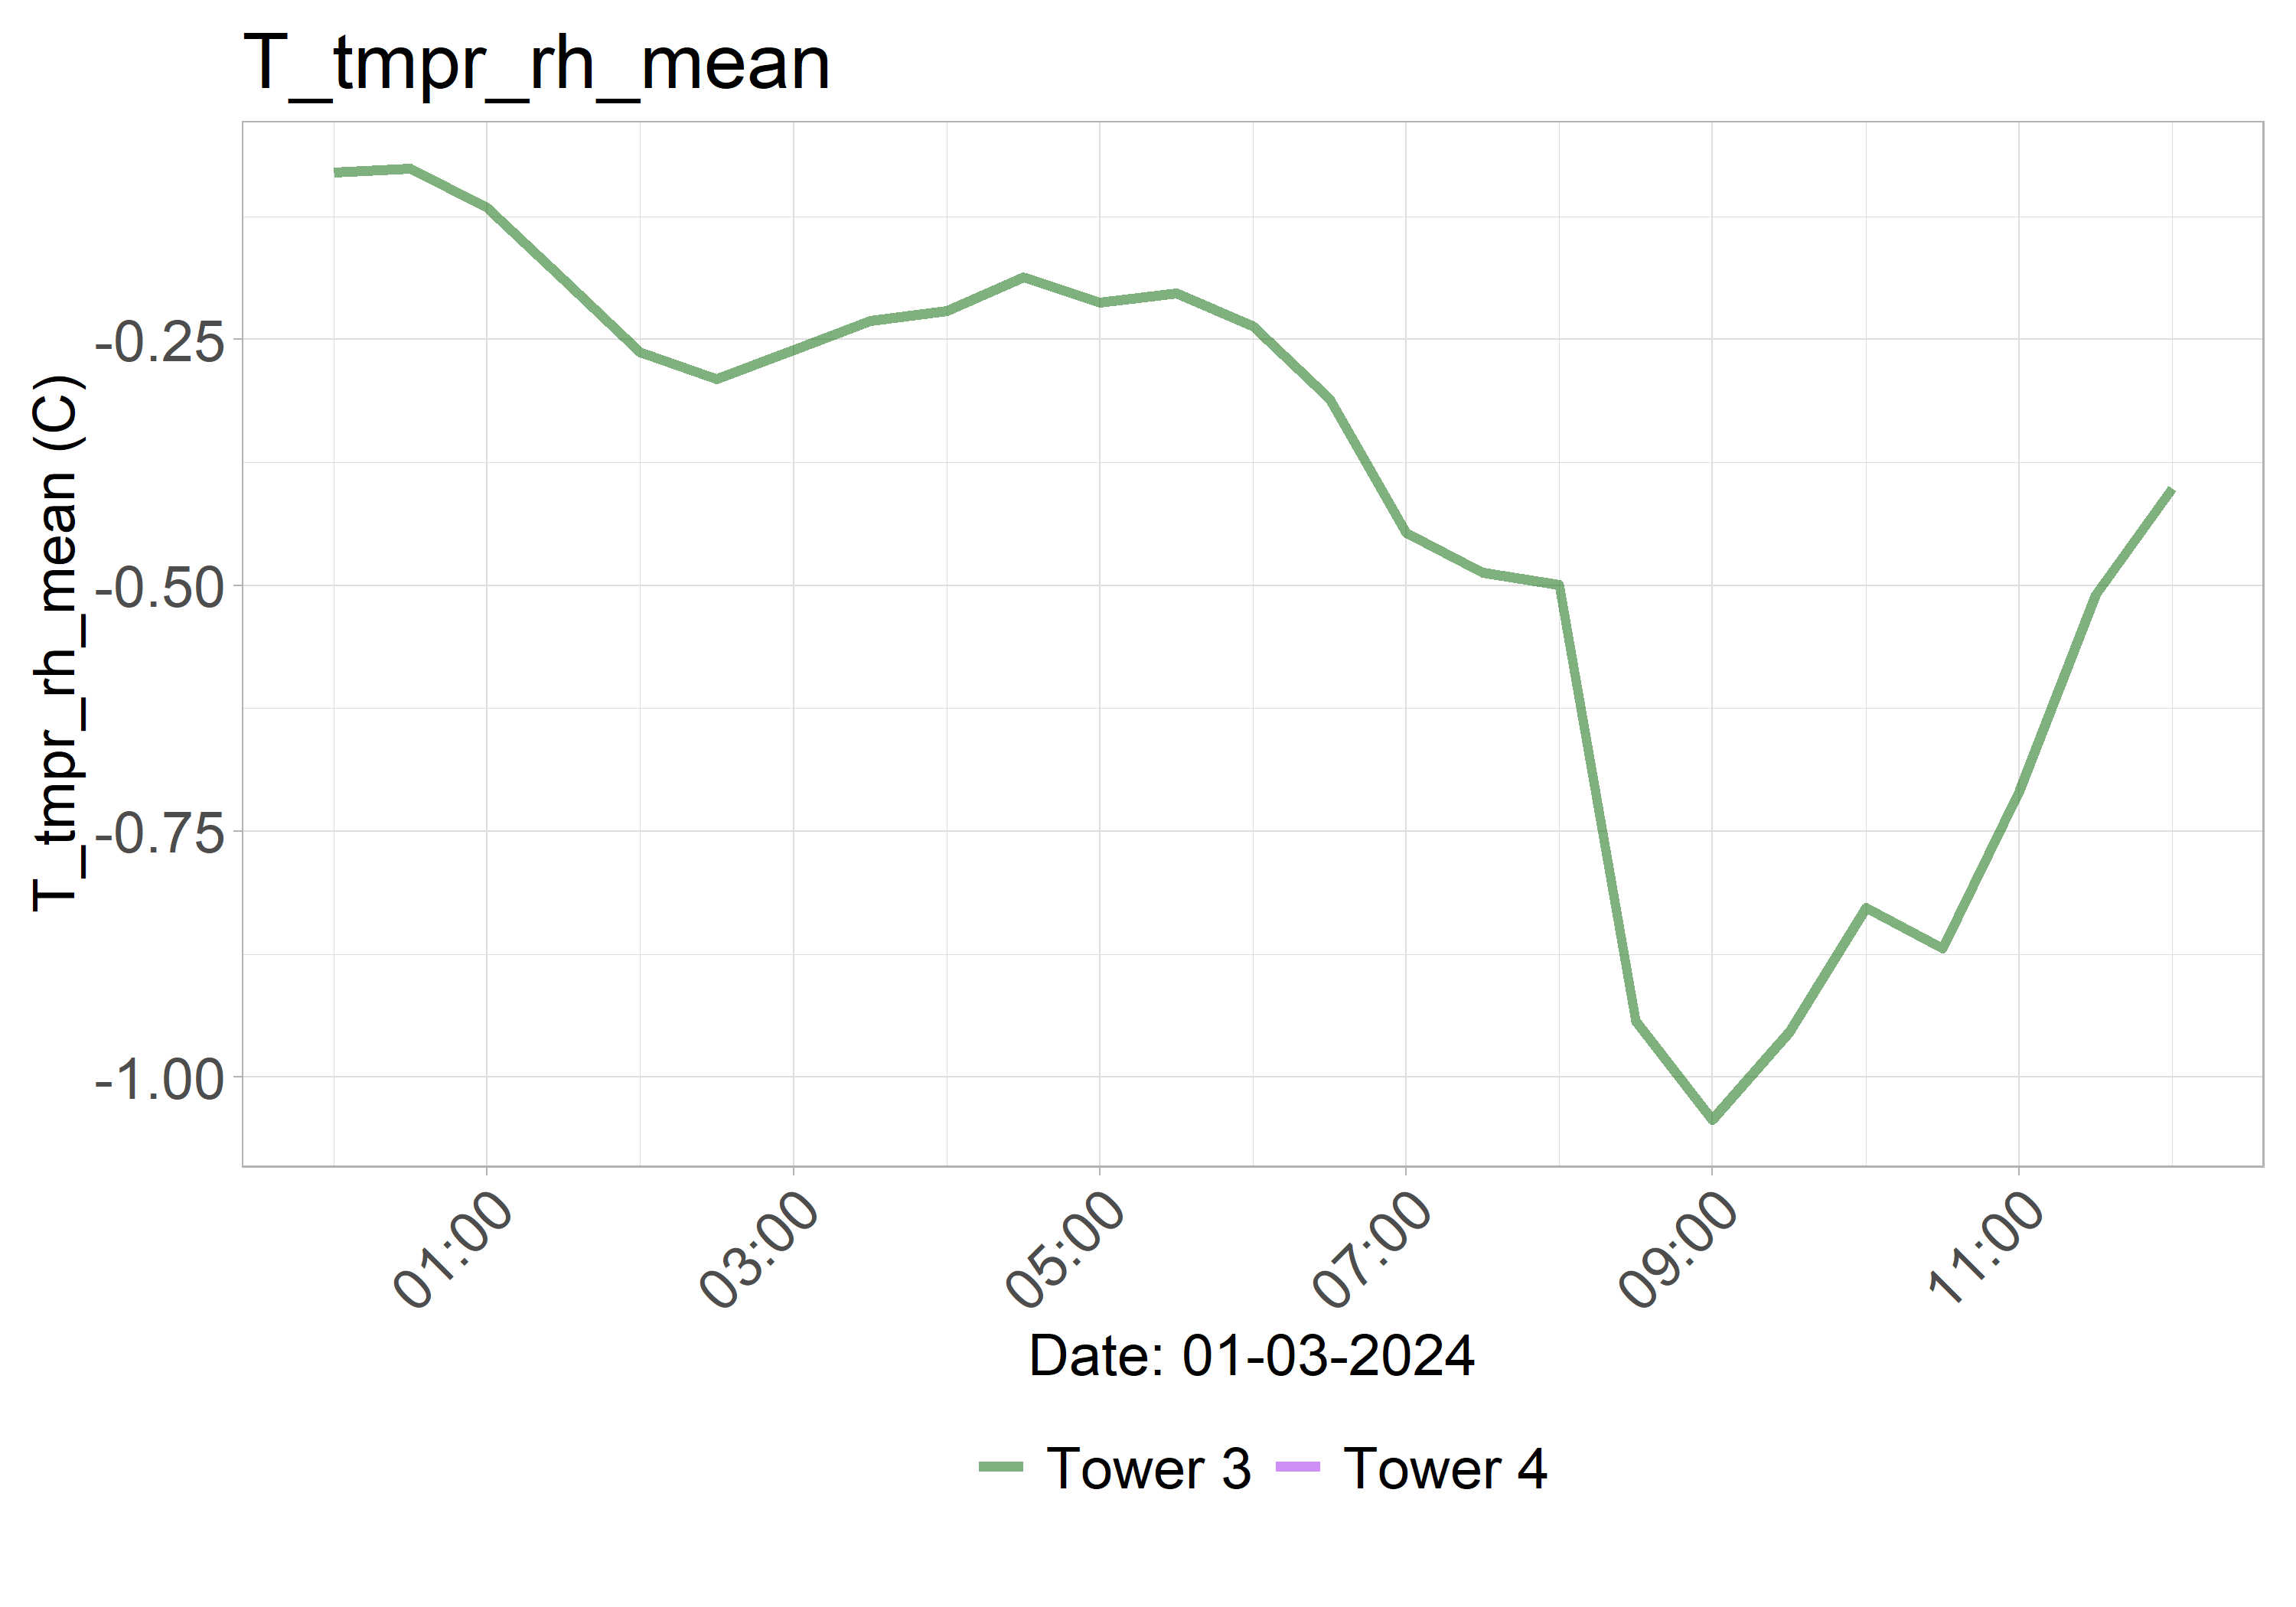 T_tmpr_rh_mean
T_tmpr_rh_mean (C)
-0.25
-0.50
-0.75
-1.00
01:00
03:00
05:00
07:00
09:00
11:00
Date: 01-03-2024
Tower 3
Tower 4